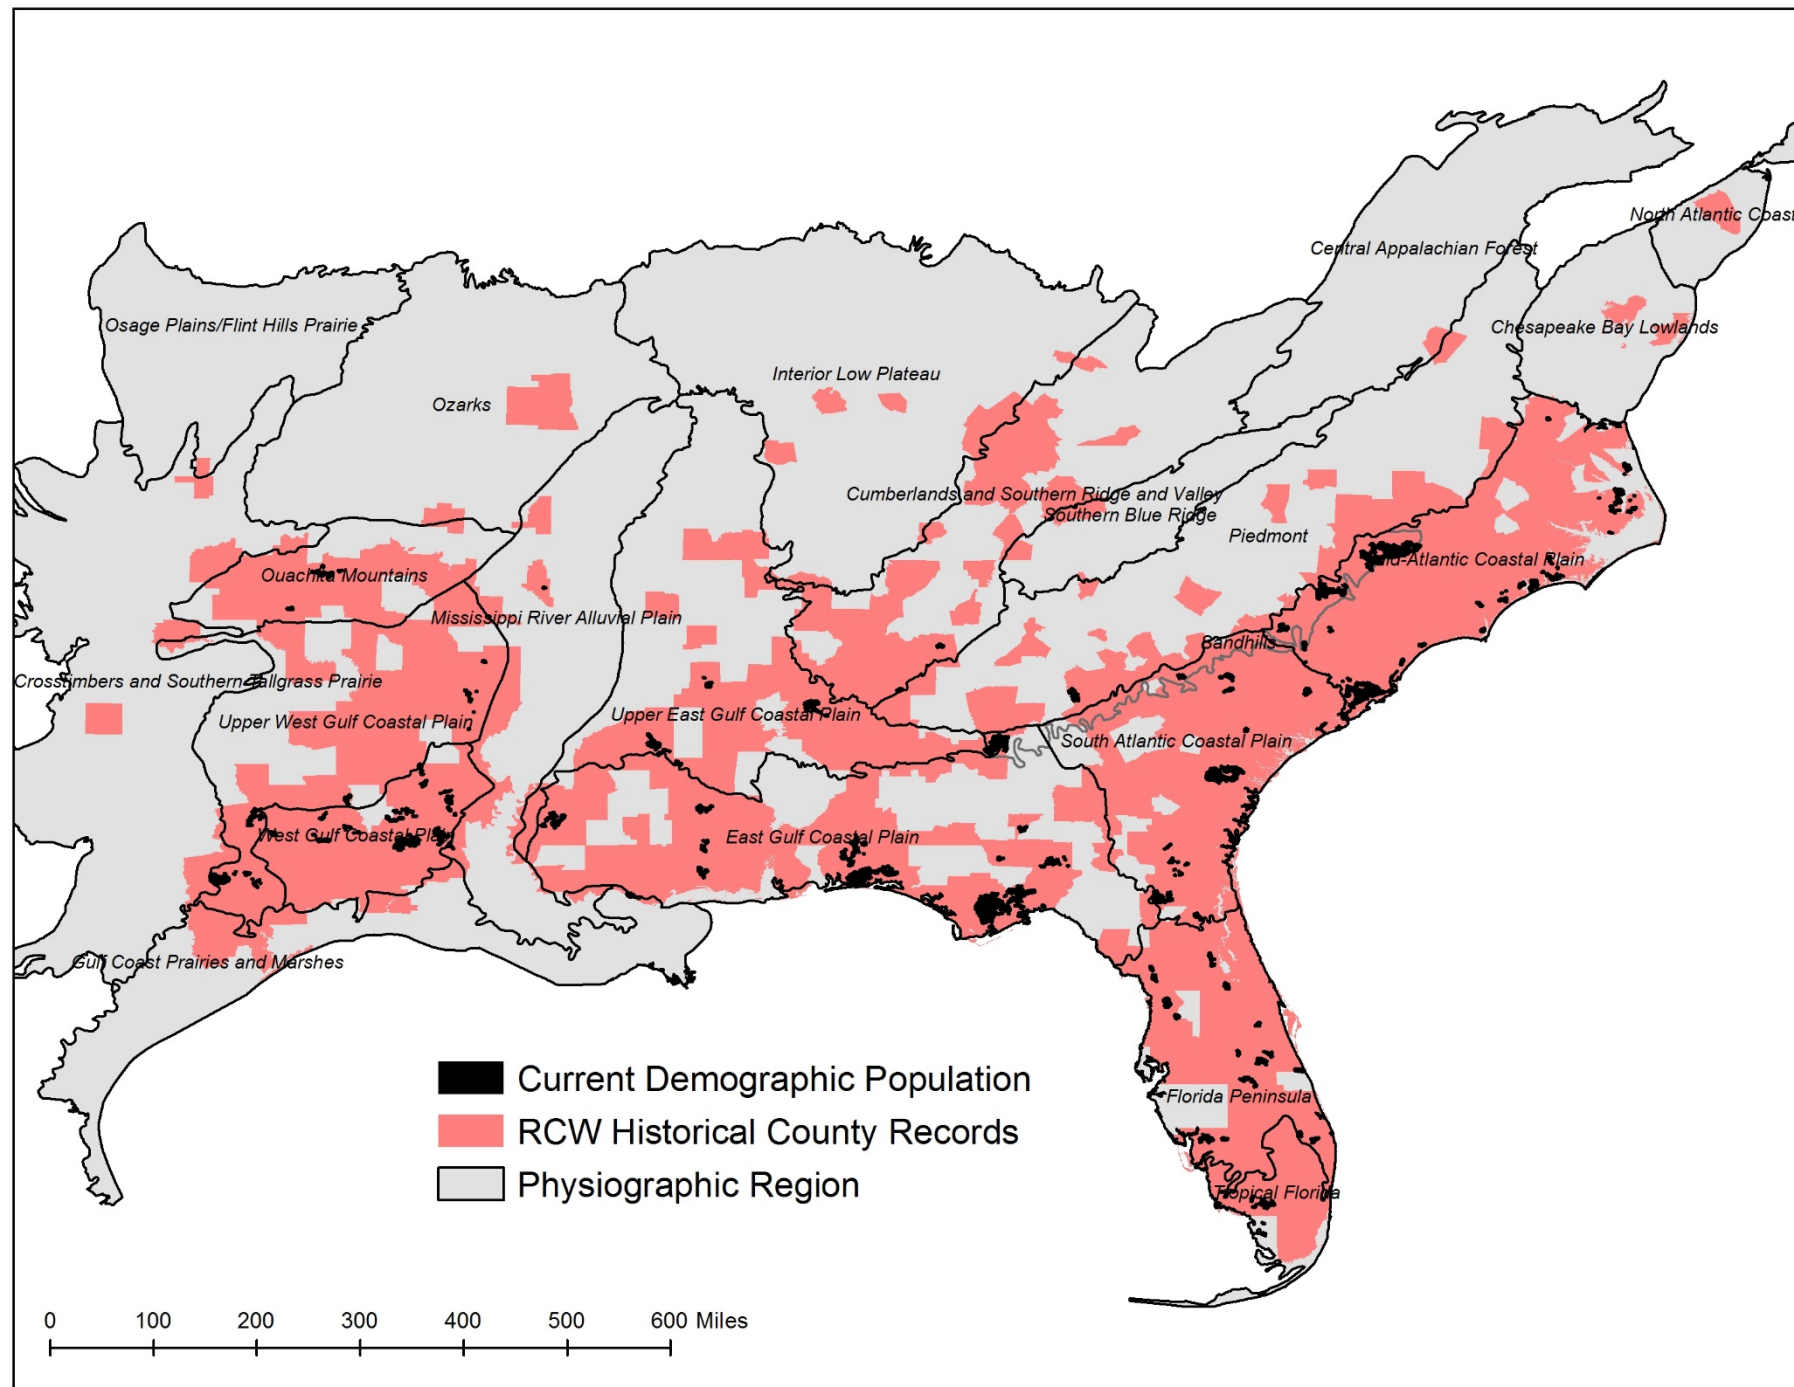 North Atlantic Coast
Central Appalachian Forest
Osage Plains/Flint Hills Prairie
Chesapeake Bay Lowlands
Interior Low Plateau
Ozarks
Cumberlands and Southern Ridge and Valley
Southern Blue Ridge
Piedmont
Mid-Atlantic Coastal Plain
Ouachita Mountains
Mississippi River Alluvial Plain
Sandhills
Crosstimbers and Southern Tallgrass Prairie
Upper West Gulf Coastal Plain
Upper East Gulf Coastal Plain
South Atlantic Coastal Plain
West Gulf Coastal Plain
East Gulf Coastal Plain
Gulf Coast Prairies and Marshes
Florida Peninsula
Tropical Florida
Current Demographic Population
RCW Historical County Records
Physiographic Region
0 100 200 300 400 500 600 Miles